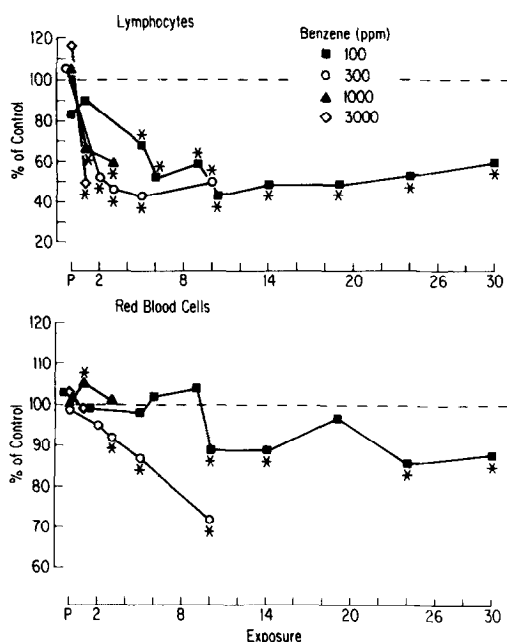 Lymphocytes
Benzene (ppm)
100
300
1000
3000
% of Control
120
100
80
60
40
20
P 2 8 14 20 26 30
Red Blood Cells
% of Control
120
110
100
90
80
70
60
P 2 8 14 20 26 30
Exposure